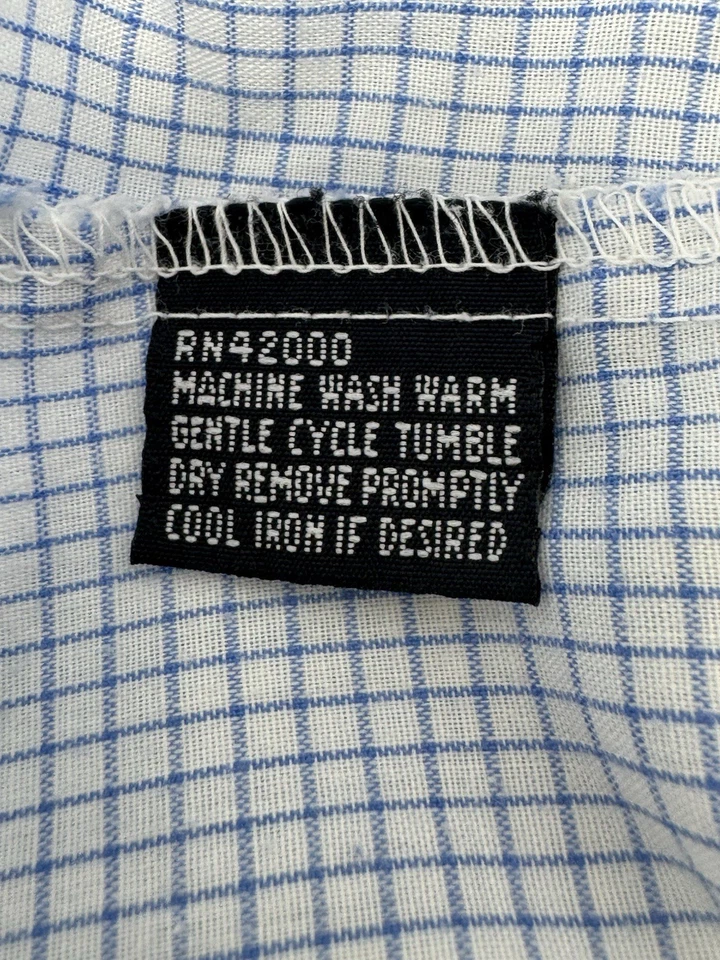 RN42000
MACHINE WASH WARM
GENTLE CYCLE TUMBLE
DRY REMOVE PROMPTLY
COOL IRON IF DESIRED